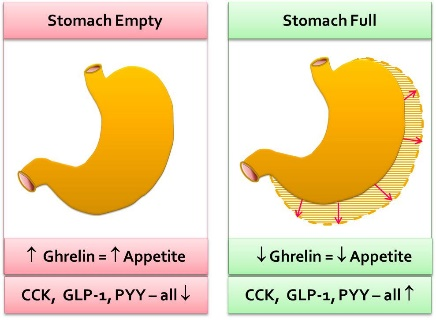 Stomach Empty
Stomach Full
↑ Ghrelin = ↑ Appetite
↓ Ghrelin = ↓ Appetite
CCK, GLP-1, PYY – all ↓
CCK, GLP-1, PYY – all ↑